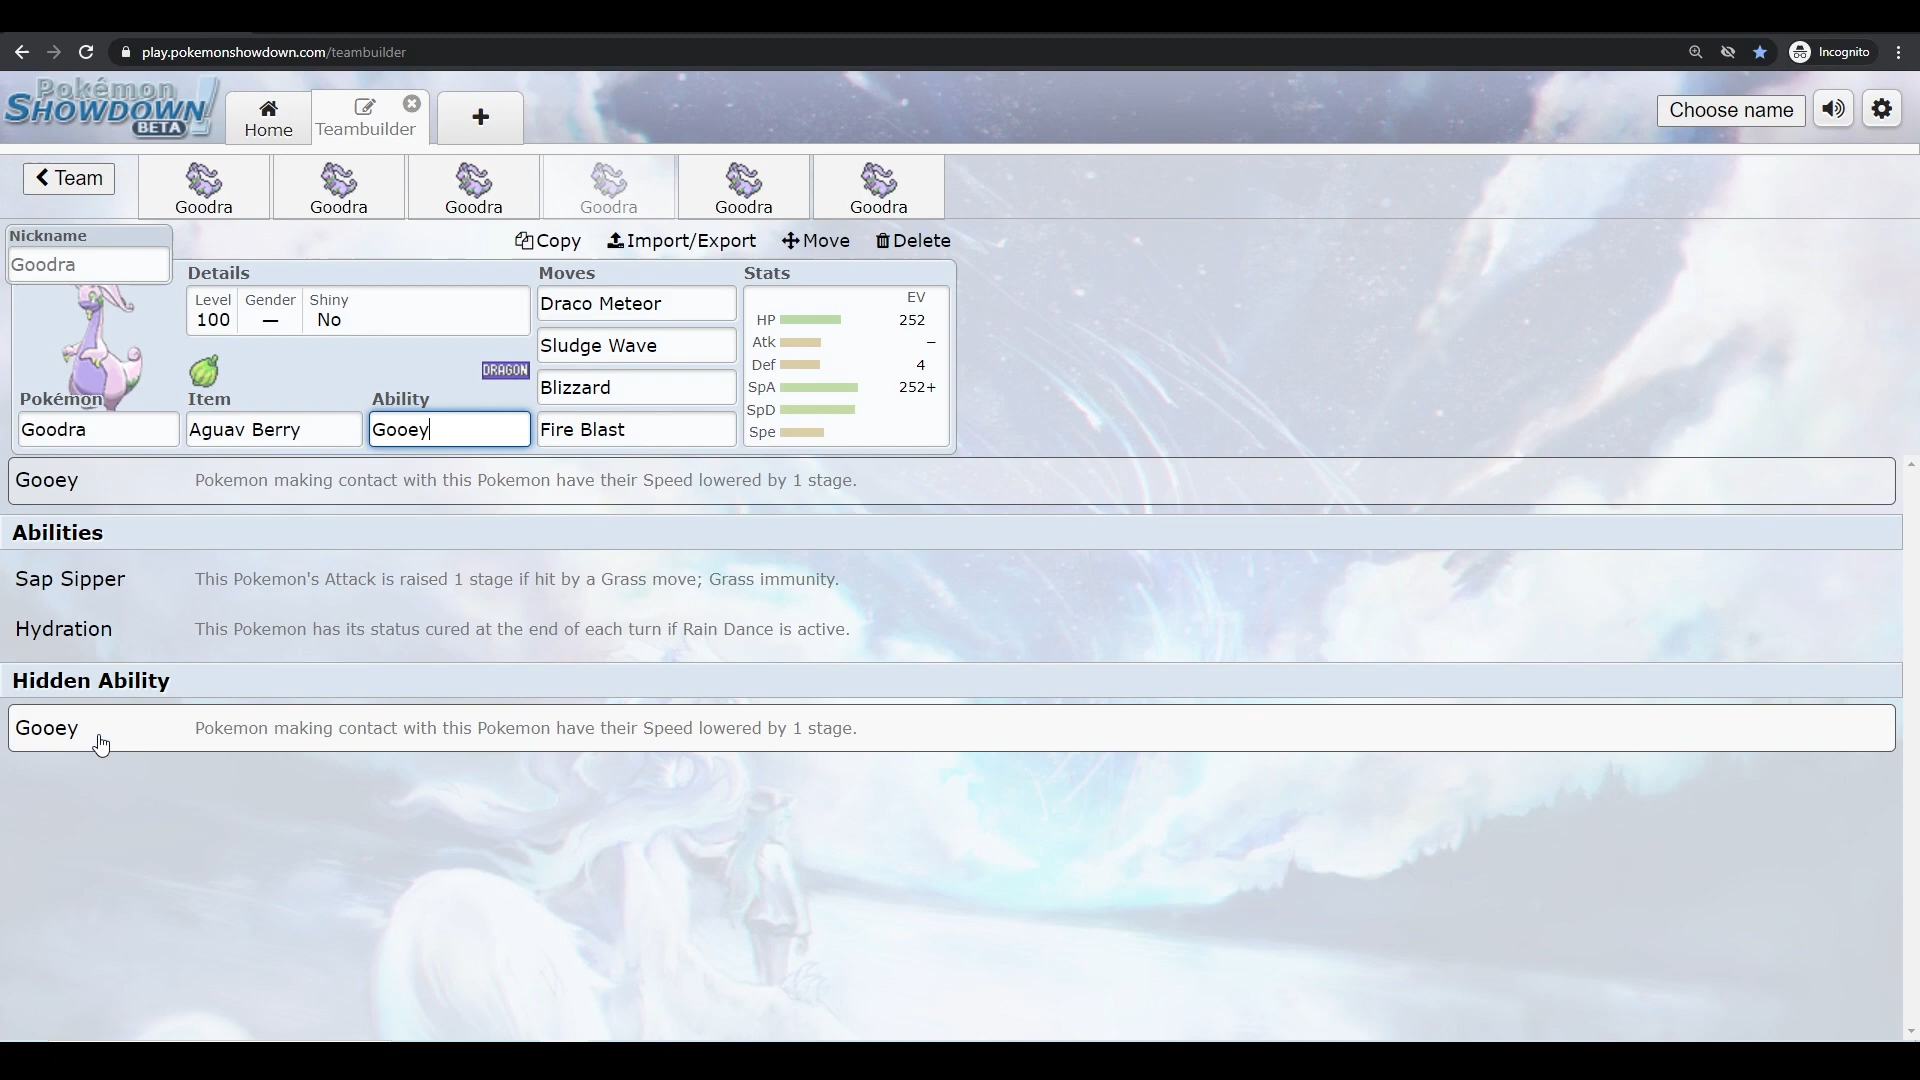 play.pokemonshowdown.com/teambuilder
Incognito
Pokémon
SHOWDOWN!
BETA
Home
Teambuilder
+
Choose name
Team
Goodra
Goodra
Goodra
Goodra
Goodra
Goodra
Nickname
Goodra
Copy
Import/Export
Move
Delete
Details
Moves
Stats
Level
Gender
Shiny
100
—
No
Draco Meteor
Sludge Wave
Blizzard
Fire Blast
EV
HP 252
Atk –
Def 4
SpA 252+
SpD
Spe
DRAGON
Pokémon
Item
Ability
Goodra
Aguav Berry
Gooey
Gooey Pokemon making contact with this Pokemon have their Speed lowered by 1 stage.
Abilities
Sap Sipper This Pokemon's Attack is raised 1 stage if hit by a Grass move; Grass immunity.
Hydration This Pokemon has its status cured at the end of each turn if Rain Dance is active.
Hidden Ability
Gooey Pokemon making contact with this Pokemon have their Speed lowered by 1 stage.